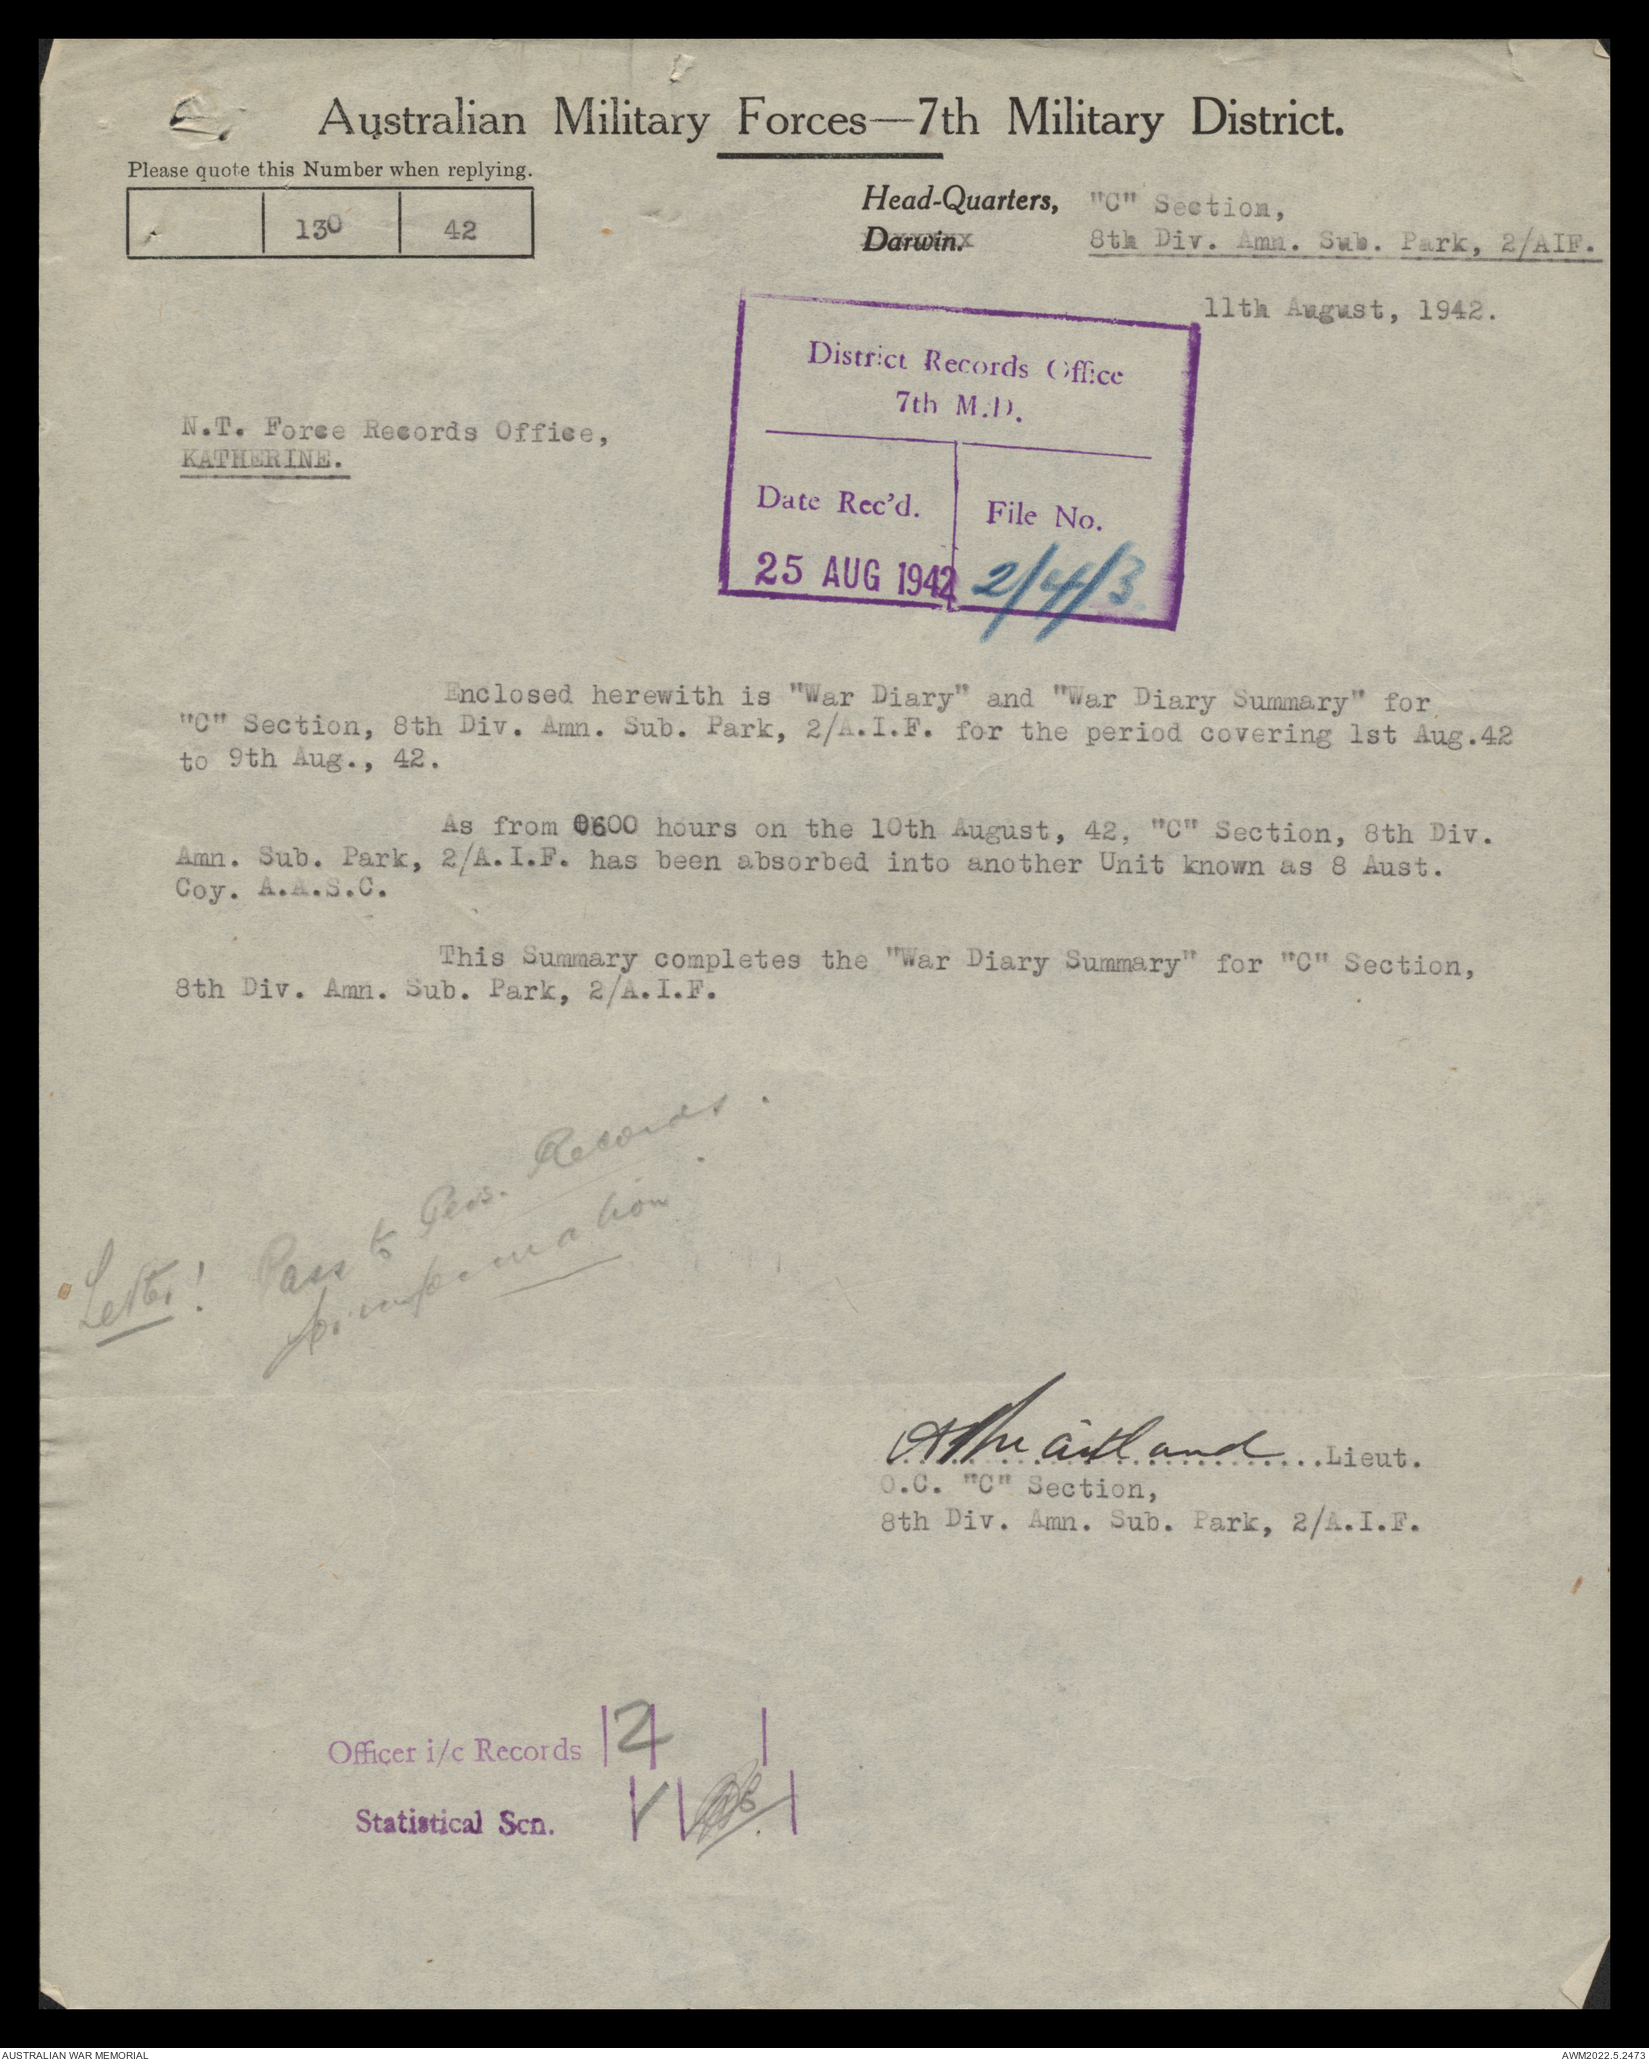 Australian Military Forces—7th Military District.
Please quote this Number when replying.
130 42
Head-Quarters, "C" Section,
Darwin. 8th Div. Amn. Sub. Park, 2/AIF.
11th August, 1942.
District Records Office
7th M.D.
Date Rec'd. File No.
25 AUG 1942 2/4/3
N.T. Force Records Office,
KATHERINE.
Enclosed herewith is "War Diary" and "War Diary Summary" for
"C" Section, 8th Div. Amn. Sub. Park, 2/A.I.F. for the period covering 1st Aug.42
to 9th Aug., 42.
As from 0600 hours on the 10th August, 42, "C" Section, 8th Div.
Amn. Sub. Park, 2/A.I.F. has been absorbed into another Unit known as 8 Aust.
Coy. A.A.S.C.
This Summary completes the "War Diary Summary" for "C" Section,
8th Div. Amn. Sub. Park, 2/A.I.F.
Letter! Pass to Records.
for information.
Maitland Lieut.
O.C. "C" Section,
8th Div. Amn. Sub. Park, 2/A.I.F.
Officer i/c Records 2
Statistical Scn.
AUSTRALIAN WAR MEMORIAL
AWM2022.5.2473